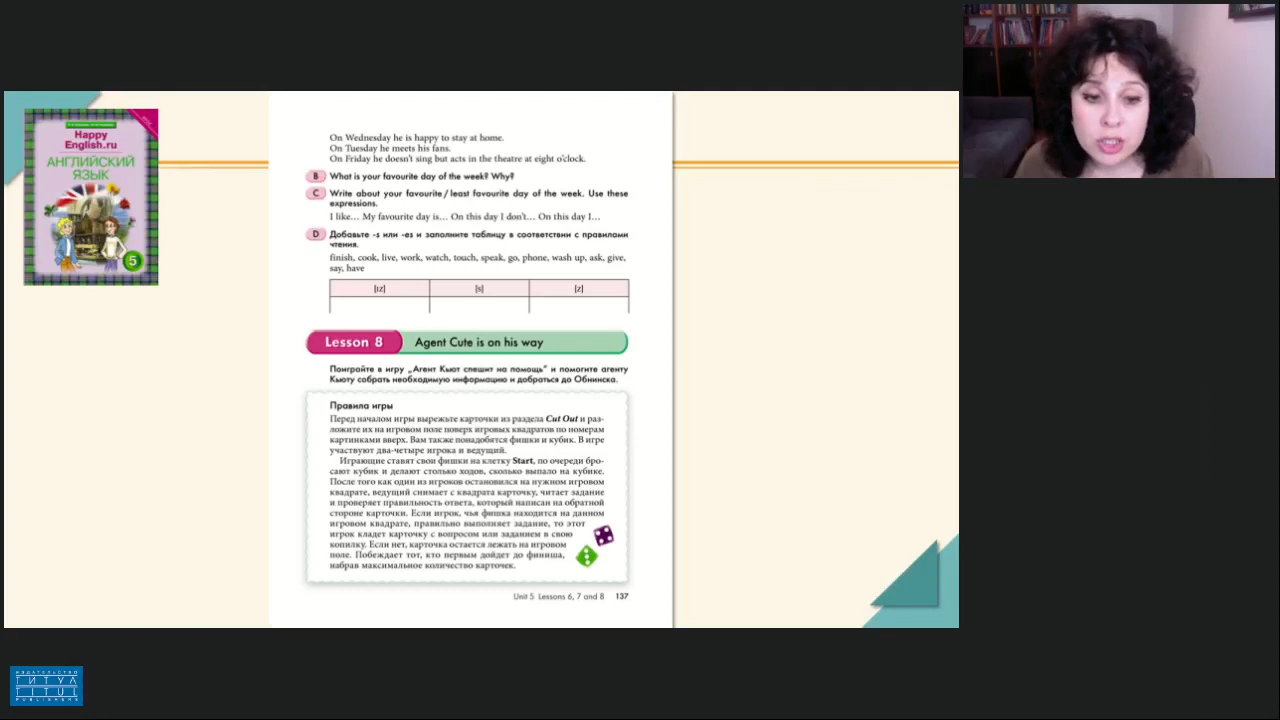 Happy
English.ru
АНГЛИЙСКИЙ
ЯЗЫК
5
On Wednesday he is happy to stay at home.
On Tuesday he meets his fans.
On Friday he doesn't sing but acts in the theatre at eight o'clock.
B What is your favourite day of the week? Why?
C Write about your favourite / least favourite day of the week. Use these
expressions.
I like… My favourite day is… On this day I don't… On this day I…
D Добавьте -s или -es и заполните таблицу в соответствии с правилами
чтения.
finish, cook, live, work, watch, touch, speak, go, phone, wash up, ask, give,
say, have
[ɪz] [s] [z]
Lesson 8 Agent Cute is on his way
Поиграйте в игру „Агент Кьют спешит на помощь" и помогите агенту
Кьюту собрать необходимую информацию и добраться до Обнинска.
Правила игры
Перед началом игры вырежьте карточки из раздела Cut Out и раз-
ложите их на игровом поле поверх игровых квадратов по номерам
картинками вверх. Вам также понадобятся фишки и кубик. В игре
участвуют два-четыре игрока и ведущий.
Играющие ставят свои фишки на клетку Start, по очереди бро-
сают кубик и делают столько ходов, сколько выпало на кубике.
После того как один из игроков остановился на нужном игровом
квадрате, ведущий снимает с квадрата карточку, читает задание
и проверяет правильность ответа, который написан на обратной
стороне карточки. Если игрок, чья фишка находится на данном
игровом квадрате, правильно выполняет задание, то этот
игрок кладет карточку с вопросом или заданием в свою
копилку. Если нет, карточка остается лежать на игровом
поле. Побеждает тот, кто первым дойдет до финиша,
набрав максимальное количество карточек.
Unit 5 Lessons 6, 7 and 8 137
ИЗДАТЕЛЬСТВО
ТИТУЛ
TITUL
PUBLISHERS